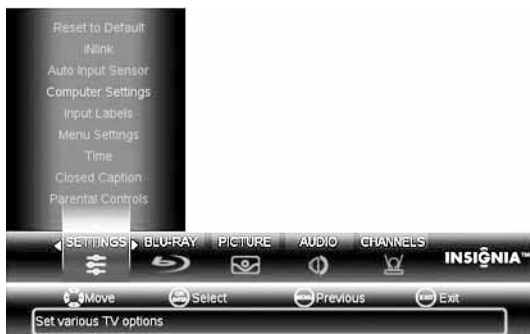 Reset to Default
INlink
Auto Input Sensor
Computer Settings
Input Labels
Menu Settings
Time
Closed Caption
Parental Controls
SETTINGS BLU-RAY PICTURE AUDIO CHANNELS
INSIGNIA™
Move Select Previous Exit
Set various TV options